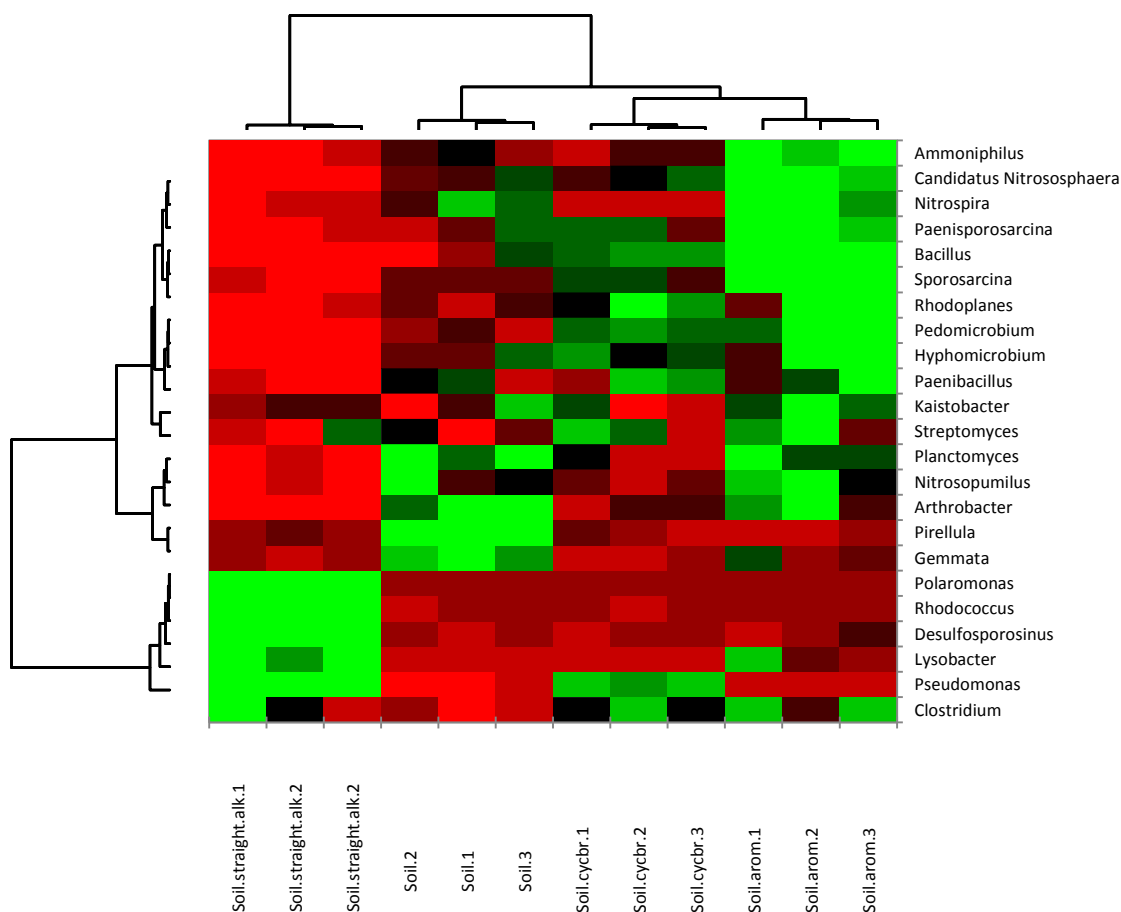 Ammoniphilus
Candidatus Nitrososphaera
Nitrospira
Paenisporosarcina
Bacillus
Sporosarcina
Rhodoplanes
Pedomicrobium
Hyphomicrobium
Paenibacillus
Kaistobacter
Streptomyces
Planctomyces
Nitrosopumilus
Arthrobacter
Pirellula
Gemmata
Polaromonas
Rhodococcus
Desulfosporosinus
Lysobacter
Pseudomonas
Clostridium
Soil.straight.alk.1
Soil.straight.alk.2
Soil.straight.alk.2
Soil.2
Soil.1
Soil.3
Soil.cycbr.1
Soil.cycbr.2
Soil.cycbr.3
Soil.arom.1
Soil.arom.2
Soil.arom.3